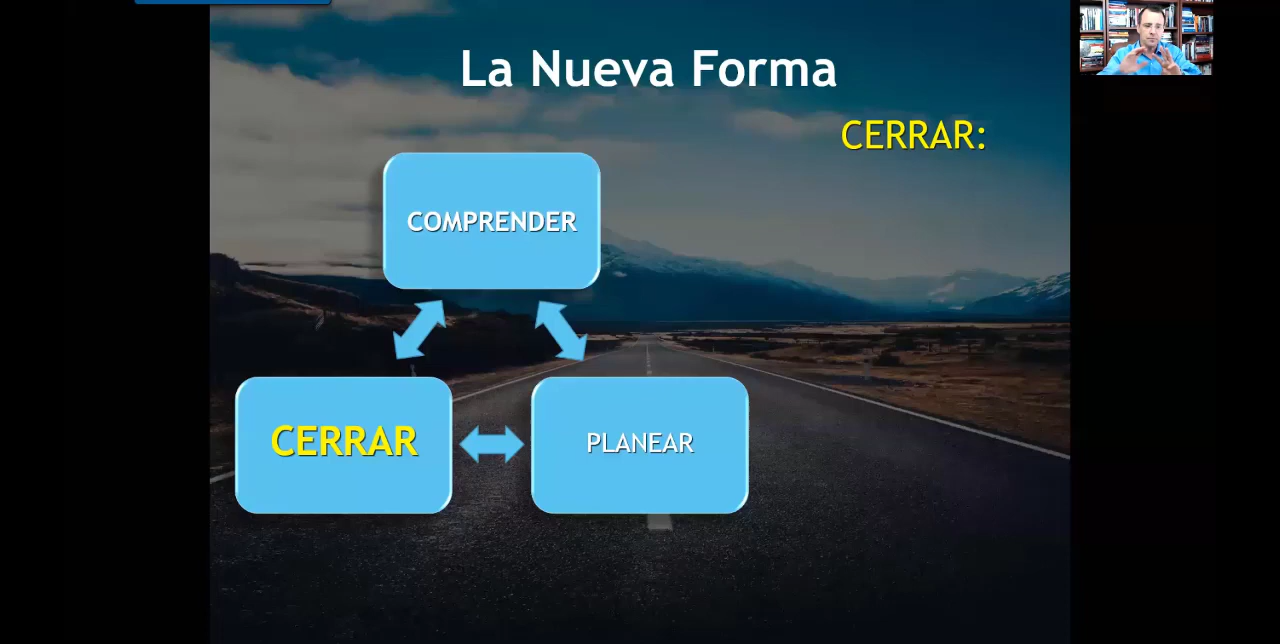 La Nueva Forma
CERRAR:
COMPRENDER
CERRAR
PLANEAR